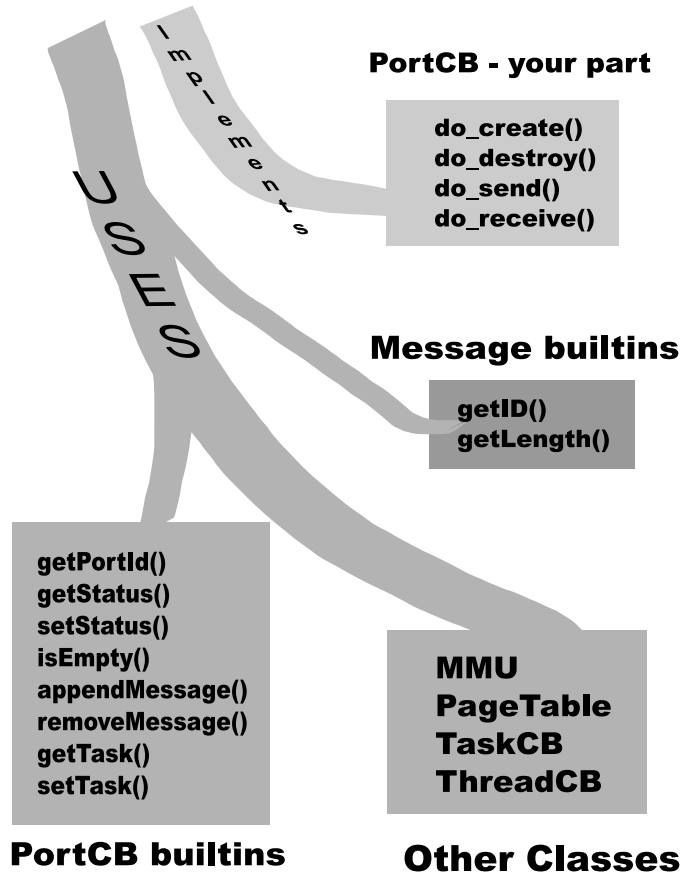 Implements
PortCB - your part
do_create()
do_destroy()
do_send()
do_receive()
USES
Message builtins
getID()
getLength()
getPortId()
getStatus()
setStatus()
isEmpty()
appendMessage()
removeMessage()
getTask()
setTask()
PortCB builtins
MMU
PageTable
TaskCB
ThreadCB
Other Classes